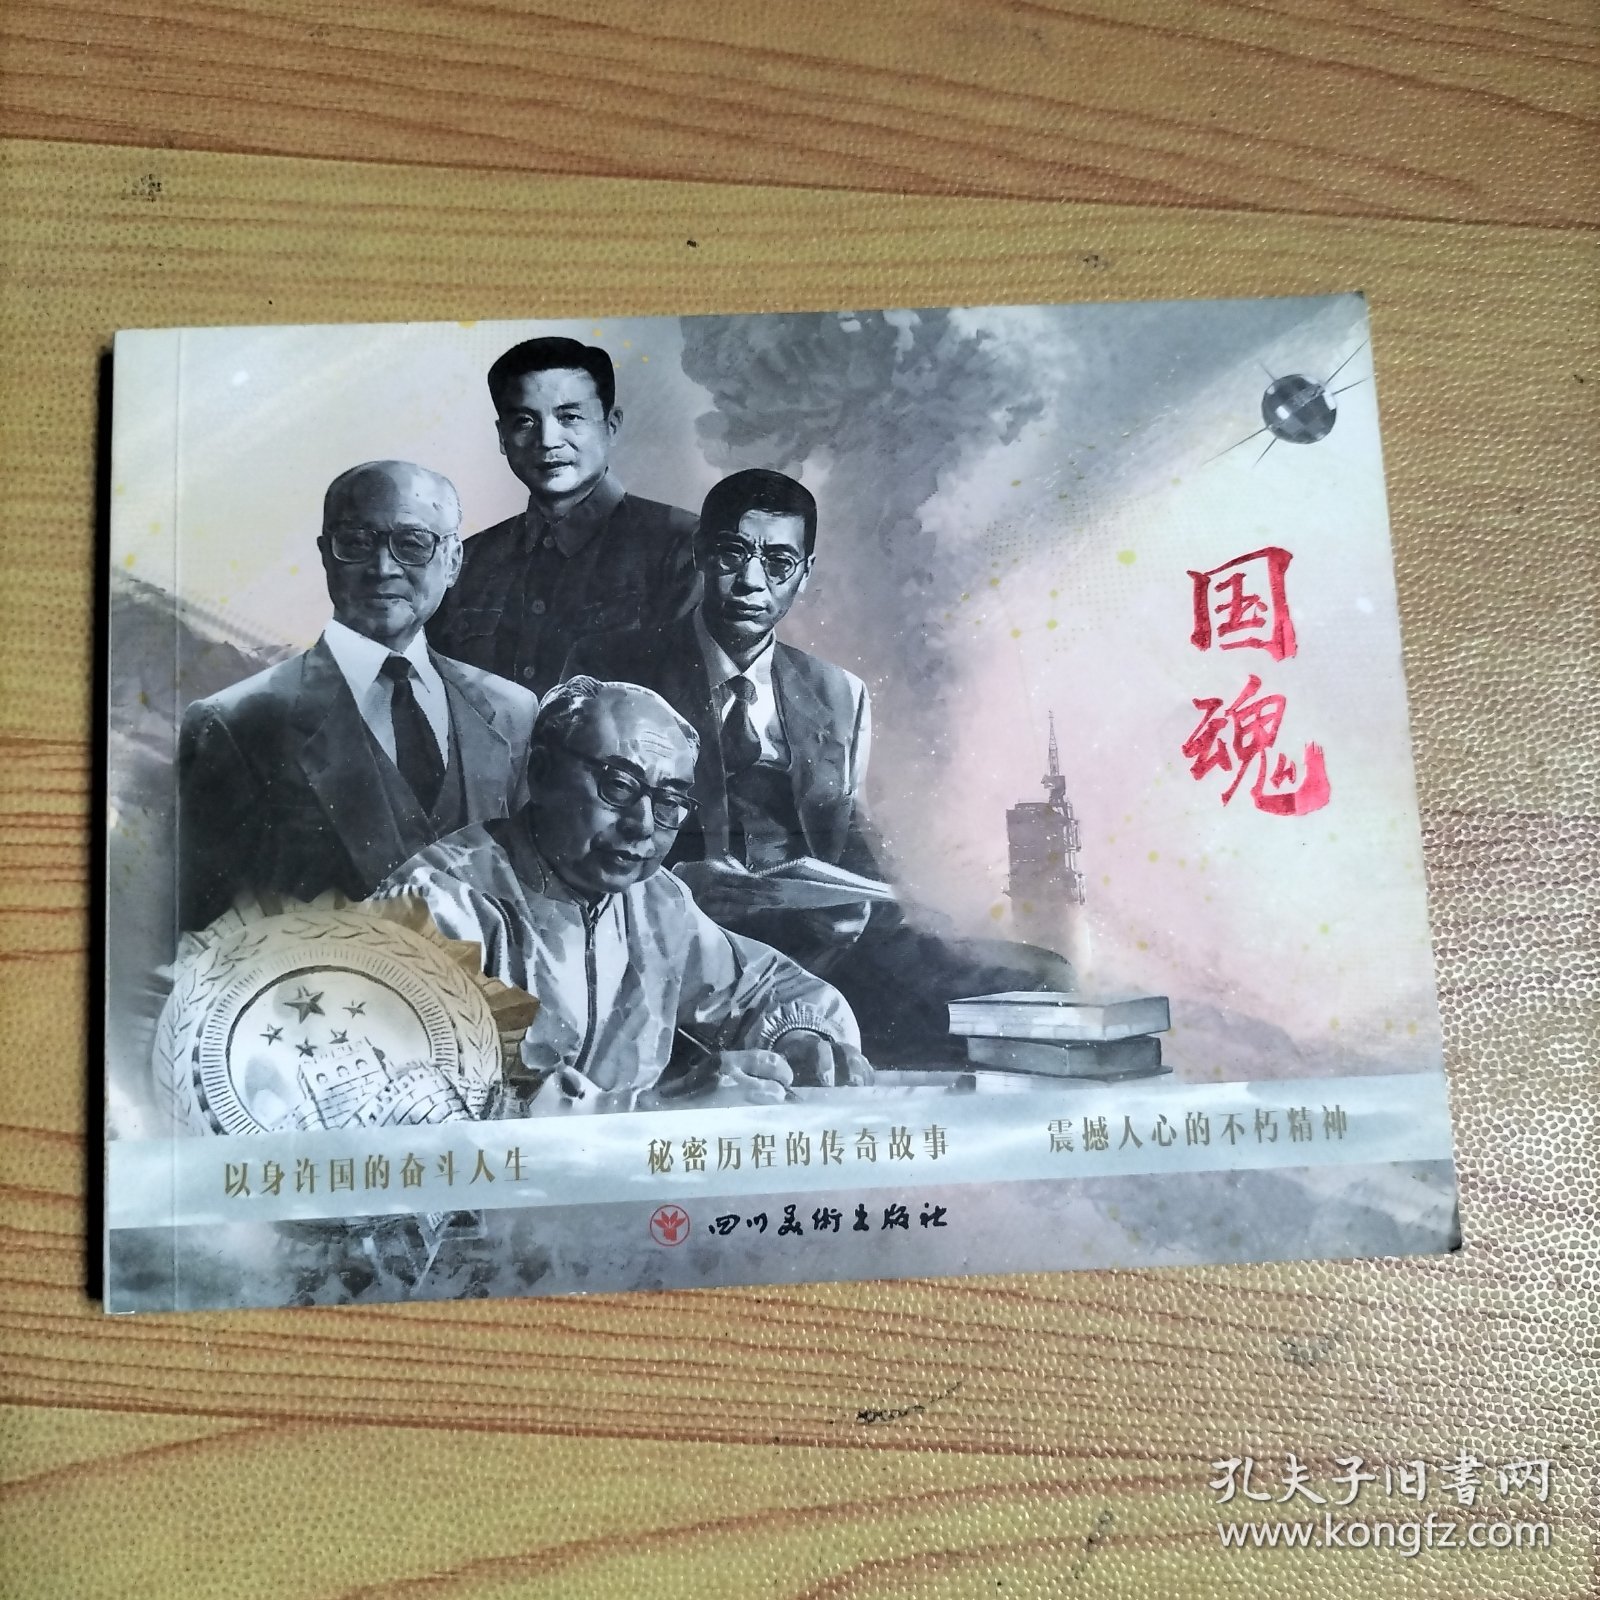 国魂
以身许国的奋斗人生
秘密历程的传奇故事
震撼人心的不朽精神
四川美術出版社
孔夫子旧书网
www.kongfz.com